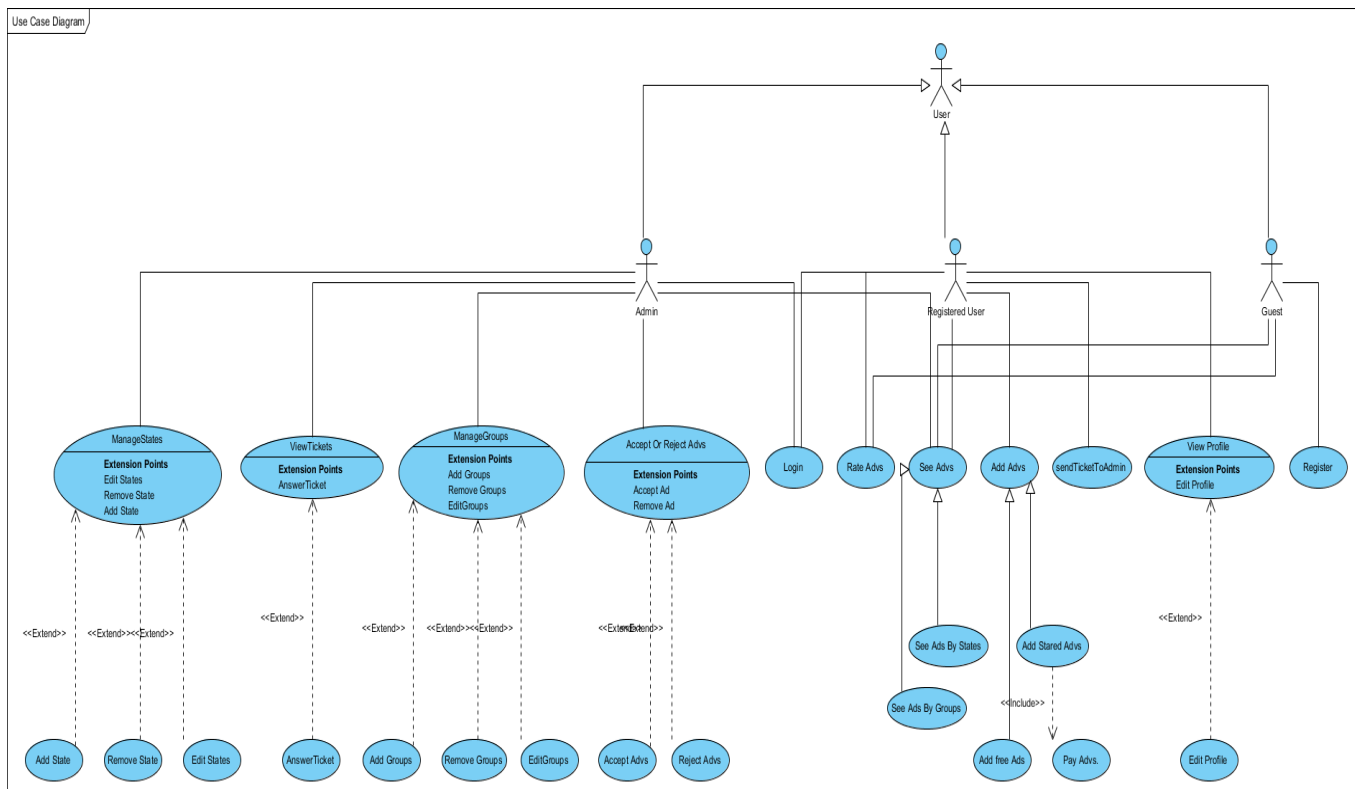 Use Case Diagram
User
Admin
Registered User
Guest
ManageStates
Extension Points
Edit States
Remove State
Add State
ViewTickets
Extension Points
AnswerTicket
ManageGroups
Extension Points
Add Groups
Remove Groups
EditGroups
Accept Or Reject Advs
Extension Points
Accept Ad
Remove Ad
Login
Rate Advs
See Advs
Add Advs
sendTicketToAdmin
View Profile
Extension Points
Edit Profile
Register
<<Extend>>
<<Extend>>
<<Extend>>
<<Extend>>
<<Extend>>
<<Extend>>
<<Extend>>
<<Extend>>
<<Extend>>
<<Extend>>
See Ads By States
Add Stared Advs
See Ads By Groups
<<Include>>
Add State
Remove State
Edit States
AnswerTicket
Add Groups
Remove Groups
EditGroups
Accept Advs
Reject Advs
Add free Ads
Pay Advs.
Edit Profile